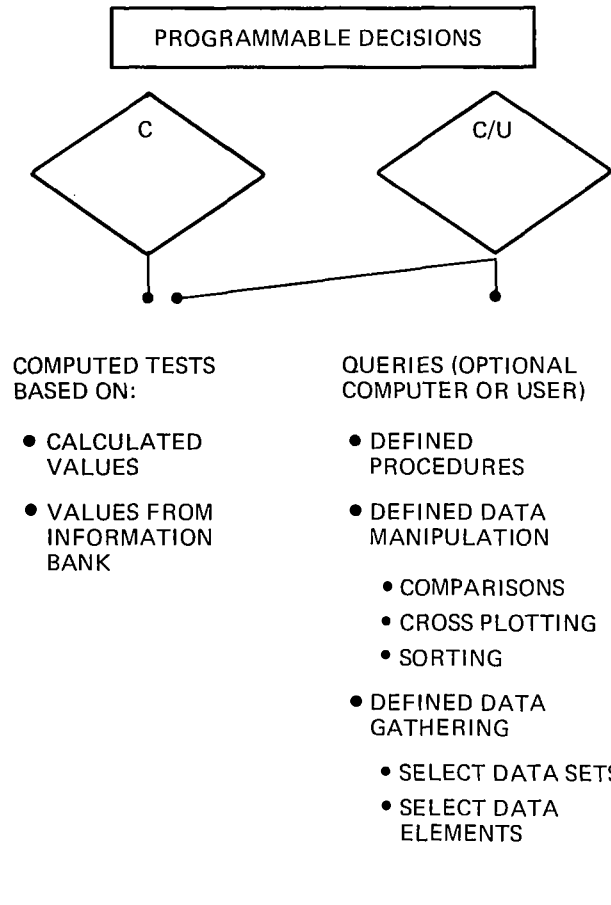 PROGRAMMABLE DECISIONS
C
C/U
COMPUTED TESTS
BASED ON:
● CALCULATED
VALUES
● VALUES FROM
INFORMATION
BANK
QUERIES (OPTIONAL
COMPUTER OR USER)
● DEFINED
PROCEDURES
● DEFINED DATA
MANIPULATION
● COMPARISONS
● CROSS PLOTTING
● SORTING
● DEFINED DATA
GATHERING
● SELECT DATA SETS
● SELECT DATA
ELEMENTS